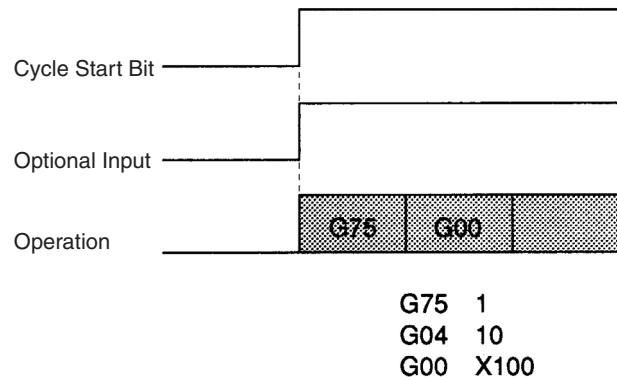 Cycle Start Bit
Optional Input
Operation
G75 G00
G75 1
G04 10
G00 X100